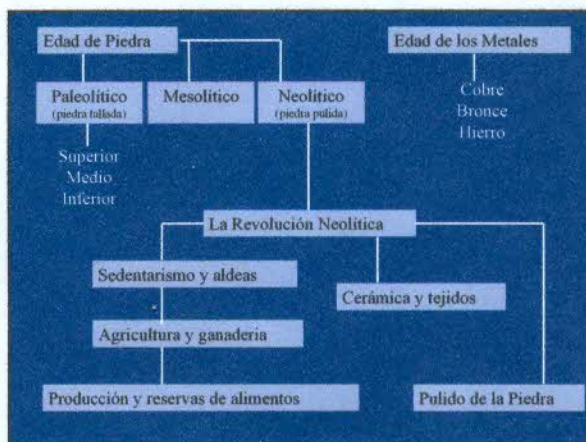 Edad de Piedra
Edad de los Metales
Paleolítico
(piedra tallada)
Mesolítico
Neolítico
(piedra pulida)
Cobre
Bronce
Hierro
Superior
Medio
Inferior
La Revolución Neolítica
Sedentarismo y aldeas
Cerámica y tejidos
Agricultura y ganadería
Producción y reservas de alimentos
Pulido de la Piedra